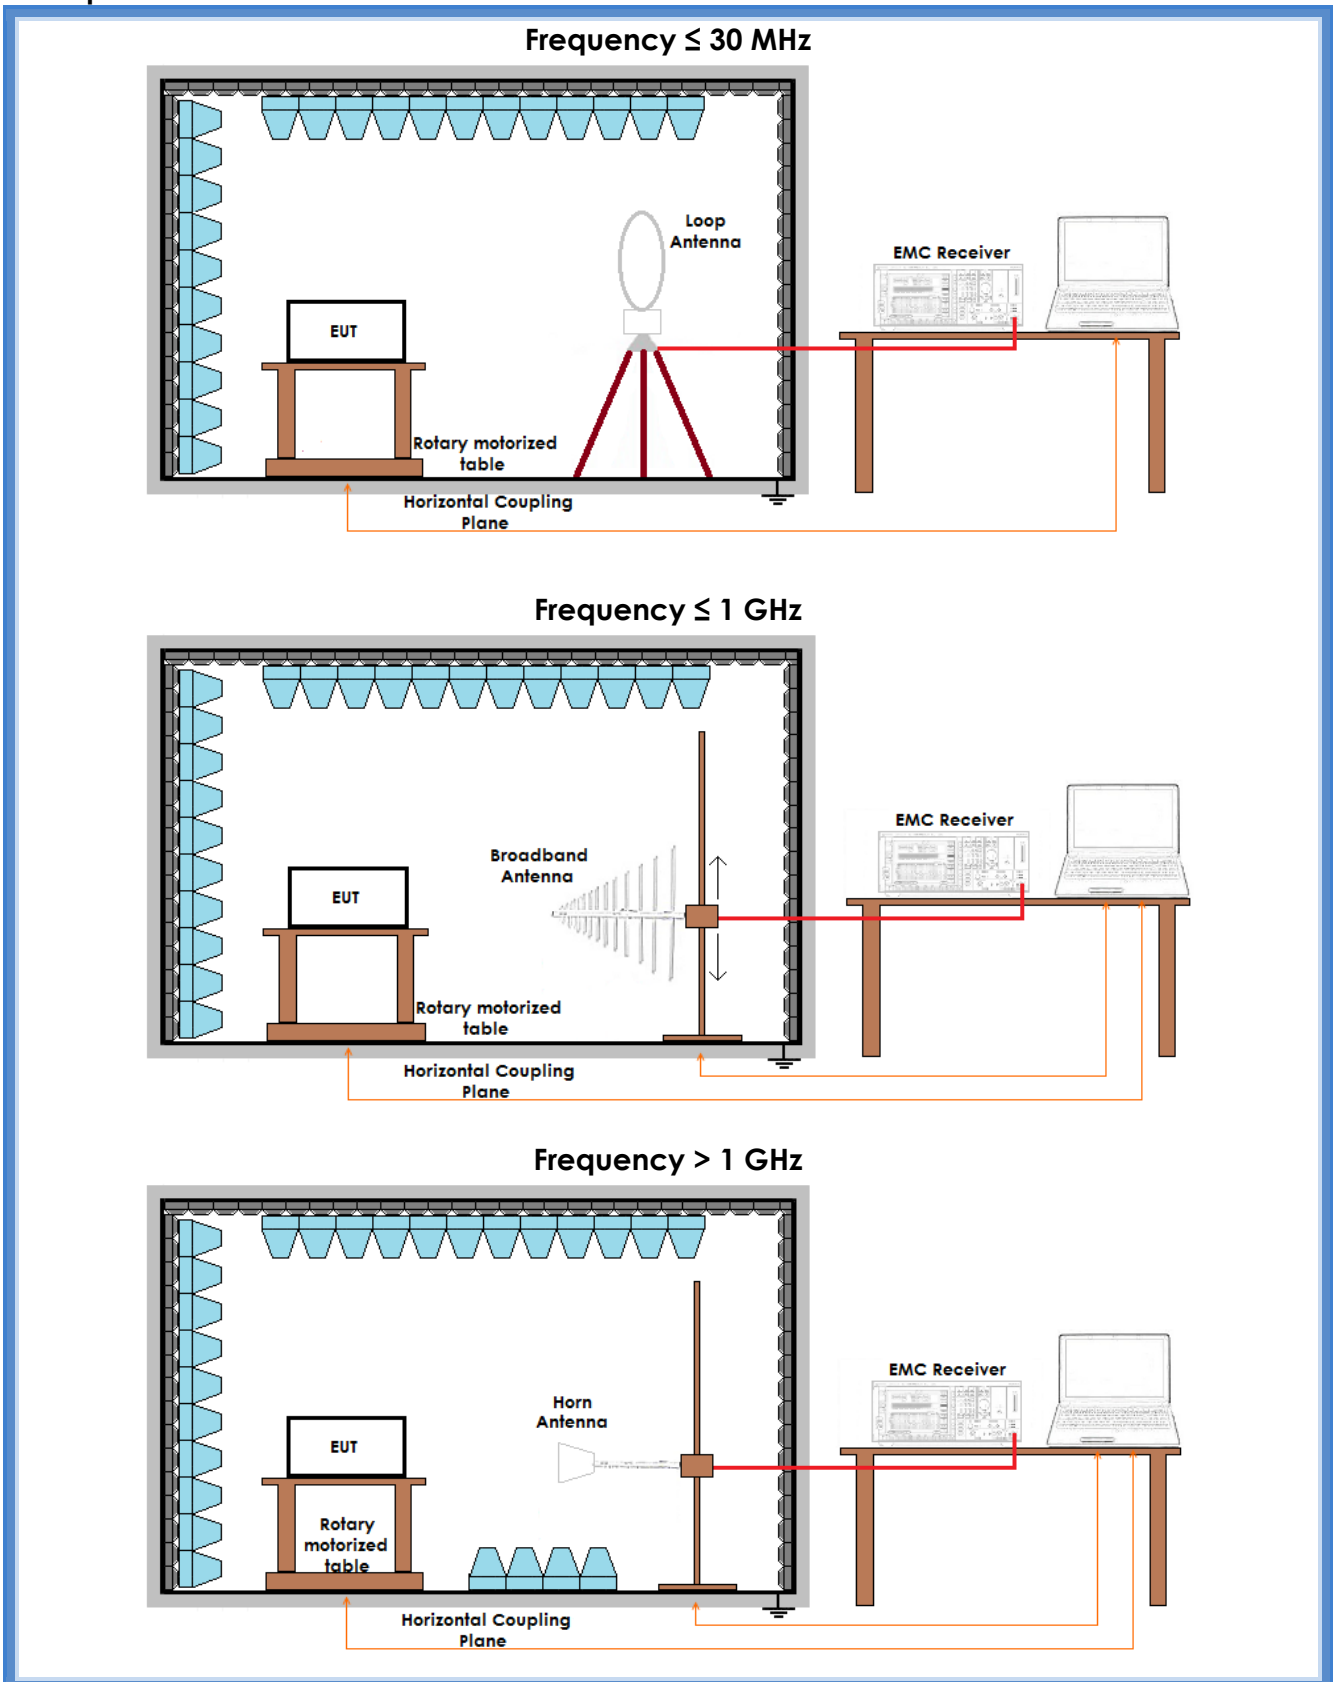 Frequency ≤ 30 MHz
Loop
Antenna
EMC Receiver
EUT
Rotary motorized
table
Horizontal Coupling
Plane
Frequency ≤ 1 GHz
EMC Receiver
Broadband
Antenna
EUT
Rotary motorized
table
Horizontal Coupling
Plane
Frequency > 1 GHz
EMC Receiver
Horn
Antenna
EUT
Rotary
motorized
table
Horizontal Coupling
Plane